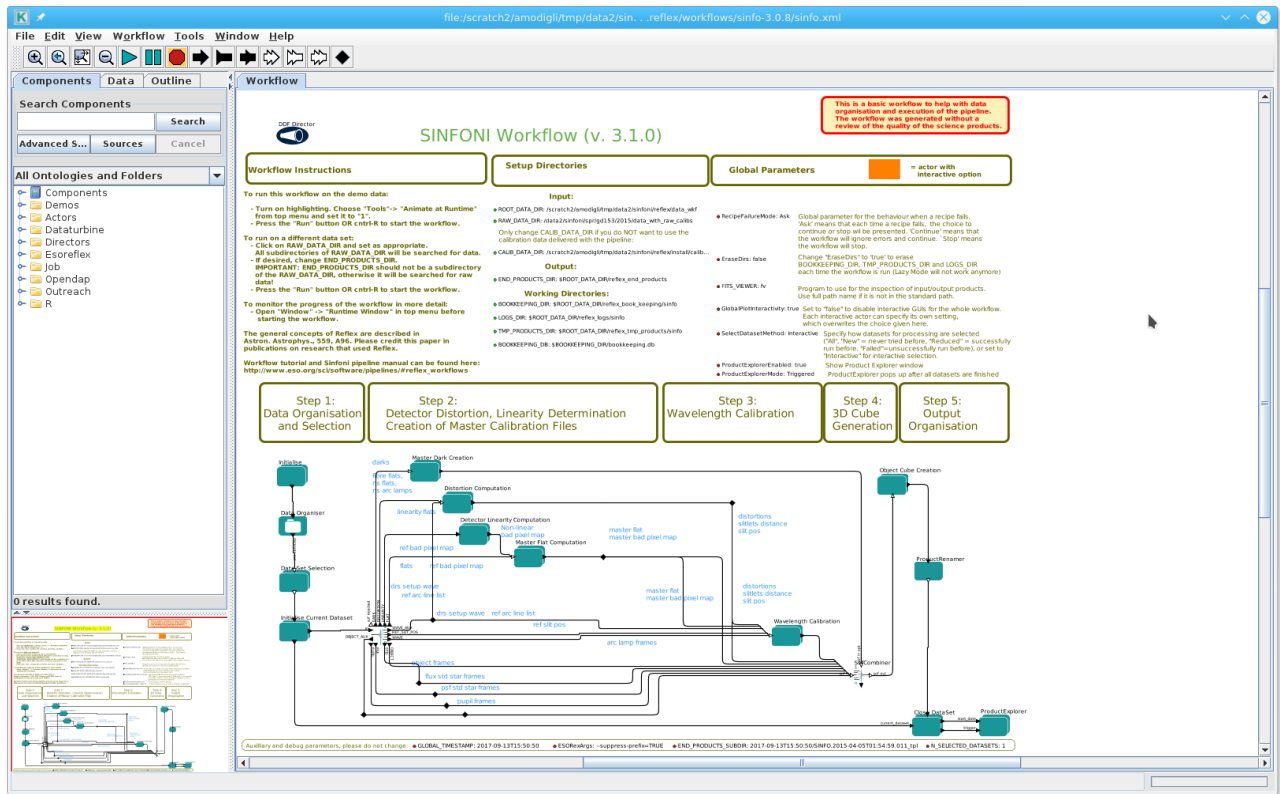 file:/scratch2/amodigli/tmp/data2/sin. . .reflex/workflows/sinfo-3.0.8/sinfo.xml
File Edit View Workflow Tools Window Help
Components Data Outline
Workflow
Search Components
Search
Advanced S... Sources Cancel
All Ontologies and Folders
Components
Demos
Actors
Dataturbine
Directors
Esoreflex
Job
Opendap
Outreach
R
0 results found.
This is a basic workflow to help with data
organisation and execution of the pipeline.
The workflow was generated without a
review of the quality of the science products.
DDF Director
SINFONI Workflow (v. 3.1.0)
Workflow Instructions
Setup Directories
Global Parameters
= actor with
interactive option
To run this workflow on the demo data:
- Turn on highlighting. Choose "Tools"-> "Animate at Runtime"
from top menu and set it to "1".
- Press the "Run" button OR cntrl-R to start the workflow.
To run on a different data set:
- Click on RAW_DATA_DIR and set as appropriate.
All subdirectories of RAW_DATA_DIR will be searched for data.
- If desired, change END_PRODUCTS_DIR.
IMPORTANT: END_PRODUCTS_DIR should not be a subdirectory
of the RAW_DATA_DIR, otherwise it will be searched for raw
data!
- Press the "Run" button OR cntrl-R to start the workflow.
To monitor the progress of the workflow in more detail:
- Open "Window" -> "Runtime Window" in top menu before
starting the workflow.
The general concepts of Reflex are described in
Astron. Astrophys., 559, A96. Please credit this paper in
publications on research that used Reflex.
Workflow tutorial and Sinfoni pipeline manual can be found here:
http://www.eso.org/sci/software/pipelines/#reflex_workflows
Input:
ROOT_DATA_DIR: /scratch2/amodigli/tmp/data2/sinfoni/reflex/data_wkf
RAW_DATA_DIR: /data2/sinfoni/spr/gd153/2015/data_with_raw_calibs
Only change CALIB_DATA_DIR if you do NOT want to use the
calibration data delivered with the pipeline:
CALIB_DATA_DIR: /scratch2/amodigli/tmp/data2/sinfoni/reflex/install/calib...
Output:
END_PRODUCTS_DIR: $ROOT_DATA_DIR/reflex_end_products
Working Directories:
BOOKKEEPING_DIR: $ROOT_DATA_DIR/reflex_book_keeping/sinfo
LOGS_DIR: $ROOT_DATA_DIR/reflex_logs/sinfo
TMP_PRODUCTS_DIR: $ROOT_DATA_DIR/reflex_tmp_products/sinfo
BOOKKEEPING_DB: $BOOKKEEPING_DIR/bookkeeping.db
RecipeFailureMode: Ask Global parameter for the behaviour when a recipe fails.
'Ask' means that each time a recipe fails, the choice to
continue or stop wil be presented. 'Continue' means that
the workflow will ignore errors and continue. `Stop' means
the workflow will stop.
EraseDirs: false Change "EraseDirs" to 'true' to erase
BOOKKEEPING_DIR, TMP_PRODUCTS_DIR and LOGS_DIR
each time the workflow is run (Lazy Mode will not work anymore)
FITS_VIEWER: fv Program to use for the inspection of input/output products.
Use full path name if it is not in the standard path.
GlobalPlotInteractivity: true Set to "false" to disable interactive GUIs for the whole workflow.
Each interactive actor can specify its own setting,
which overwrites the choice given here.
SelectDatasetMethod: Interactive Specify how datasets for processing are selected
("All", "New" = never tried before, "Reduced" = successfully
run before, "Failed"=unsuccessfully run before), or set to
"Interactive" for interactive selection.
ProductExplorerEnabled: true Show Product Explorer window
ProductExplorerMode: Triggered ProductExplorer pops up after all datasets are finished
Step 1:
Data Organisation
and Selection
Step 2:
Detector Distortion, Linearity Determination
Creation of Master Calibration Files
Step 3:
Wavelength Calibration
Step 4:
3D Cube
Generation
Step 5:
Output
Organisation
Initialise
Data Organiser
DataSet Selection
Initialise Current Dataset
darks
fibre flats,
ns flats,
ns arc lamps
Master Dark Creation
Distortion Computation
linearity flats
Detector Linearity Computation
Non-linear
bad pixel map
Master Flat Computation
ref bad pixel map
flats ref bad pixel map
master flat
master bad pixel map
distortions
slitlets distance
slit pos
drs setup wave
ref arc line list
master flat
master bad pixel map
distortions
slitlets distance
slit pos
drs setup wave ref arc line list
ref slit pos
OBJECT_AUG
arc lamp frames
Wavelength Calibration
object frames
flux std star frames
psf std star frames
pupil frames
SofCombiner
Object Cube Creation
ProductRenamer
Close DataSet
ProductExplorer
current_dataset
Auxiliary and debug parameters, please do not change: GLOBAL_TIMESTAMP: 2017-09-13T15:50:50 ESORexArgs: --suppress-prefix=TRUE END_PRODUCTS_SUBDIR: 2017-09-13T15:50:50/SINFO.2015-04-05T01:54:59.011_tpl N_SELECTED_DATASETS: 1